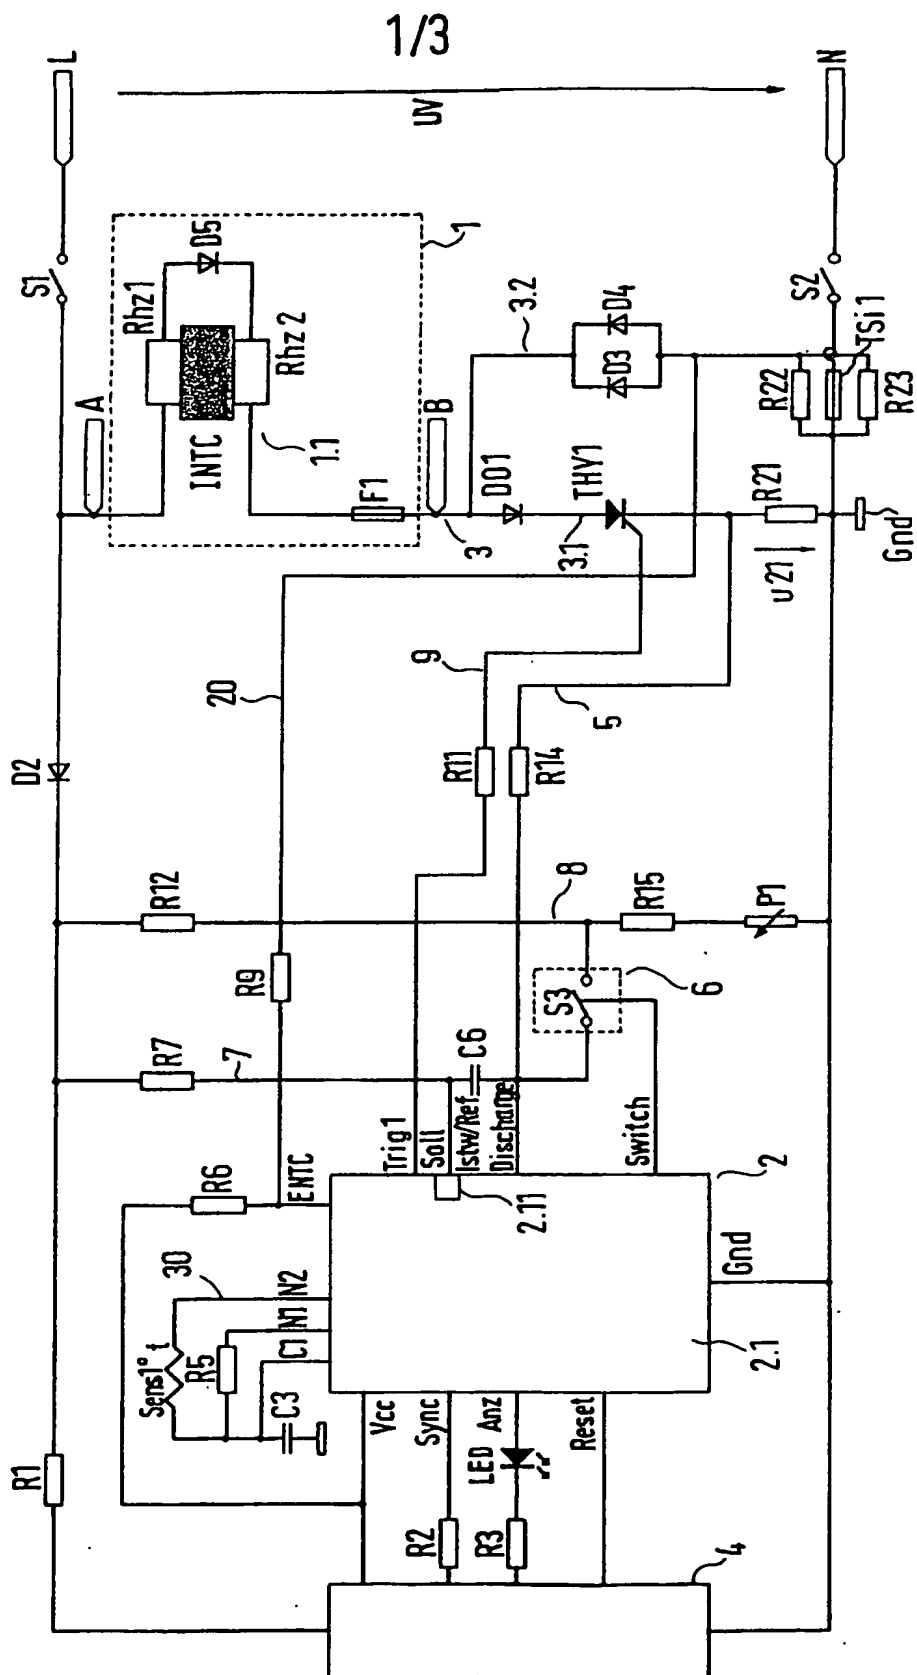 1/3
L
UV
N
S1
S2
A
Rhz1
D5
INTC
Rhz2
1.1
1
F1
B
3
3.2
D3
D4
D01
THY1
3.1
R22
TSi1
R23
R21
u21
Gnd
D2
20
9
5
R11
R14
R12
R9
8
R15
P1
R7
7
C6
S3
6
R6
ENTC
Trig1
Soll
Istw/Ref
Discharge
Switch
2.11
2
30
Sens1°t
R5
C1
N1
N2
C3
2.1
Gnd
R1
Vcc
Sync
Anz
Reset
LED
R2
R3
4